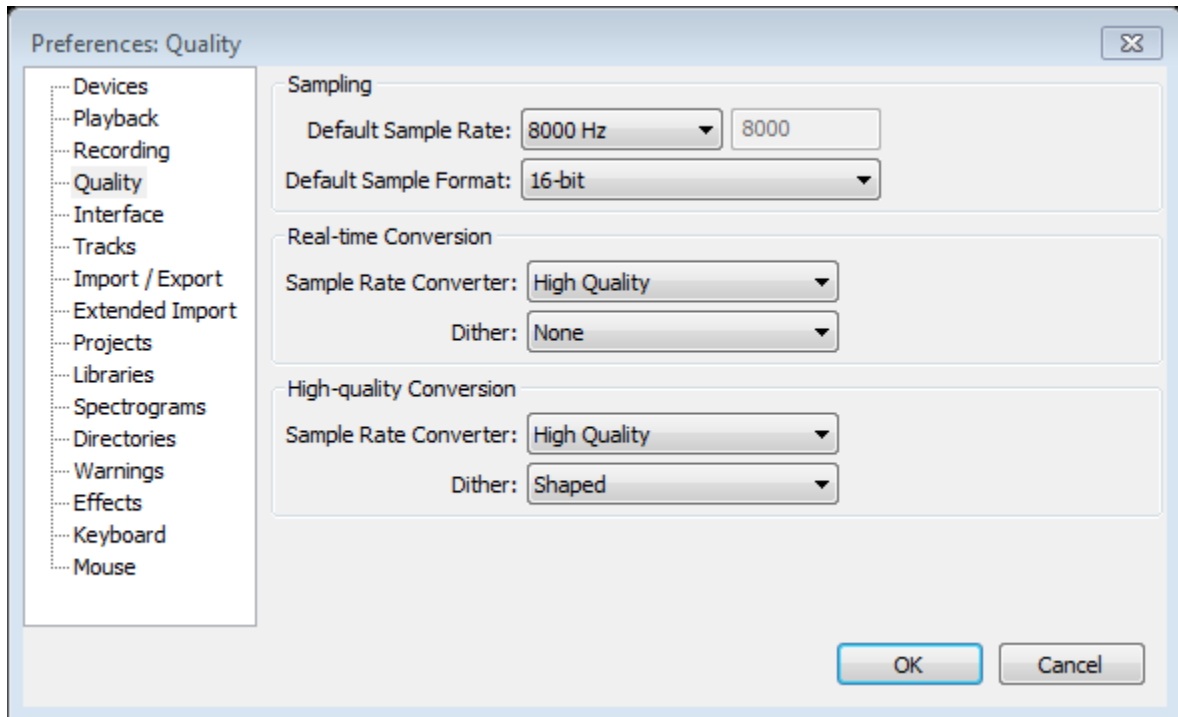 Preferences: Quality
Devices
Playback
Recording
Quality
Interface
Tracks
Import / Export
Extended Import
Projects
Libraries
Spectrograms
Directories
Warnings
Effects
Keyboard
Mouse
Sampling
Default Sample Rate: 8000 Hz 8000
Default Sample Format: 16-bit
Real-time Conversion
Sample Rate Converter: High Quality
Dither: None
High-quality Conversion
Sample Rate Converter: High Quality
Dither: Shaped
OK Cancel